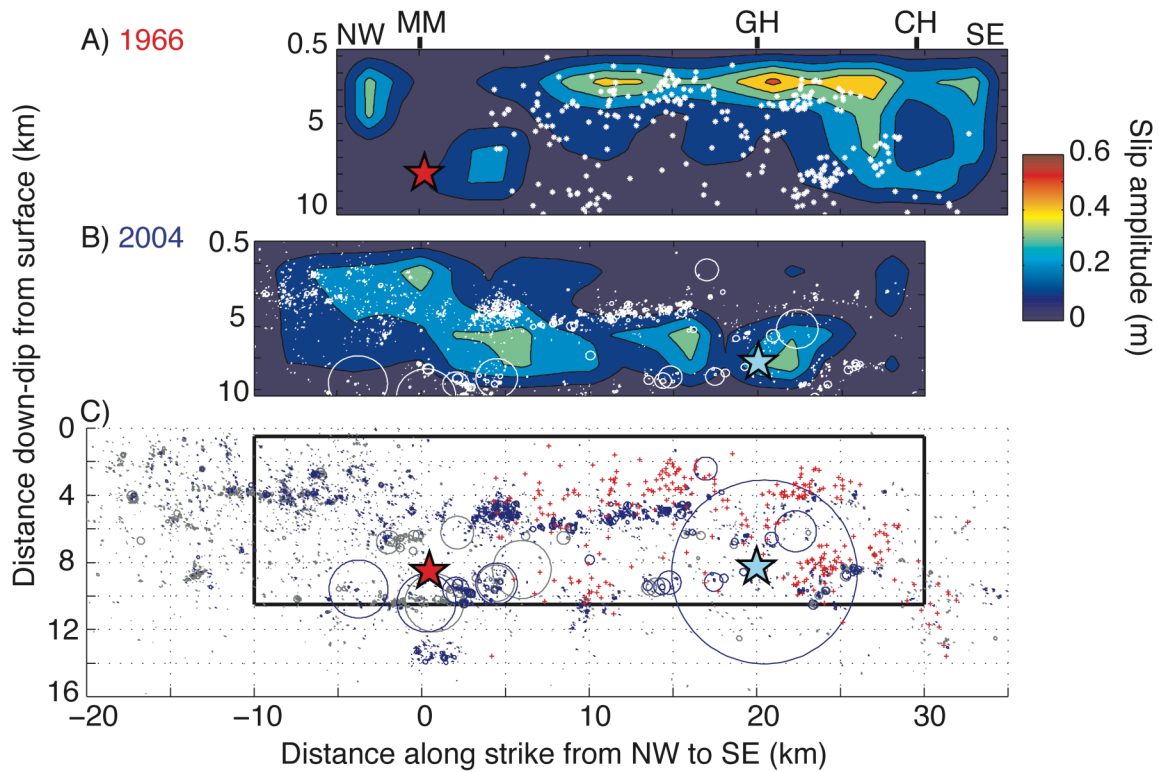 A) 1966
NW MM GH CH SE
0.5
5
10
B) 2004
0.5
5
10
C)
0
4
8
12
16
−20 −10 0 10 20 30
Distance along strike from NW to SE (km)
Distance down-dip from surface (km)
0.6
0.4
0.2
0
Slip amplitude (m)